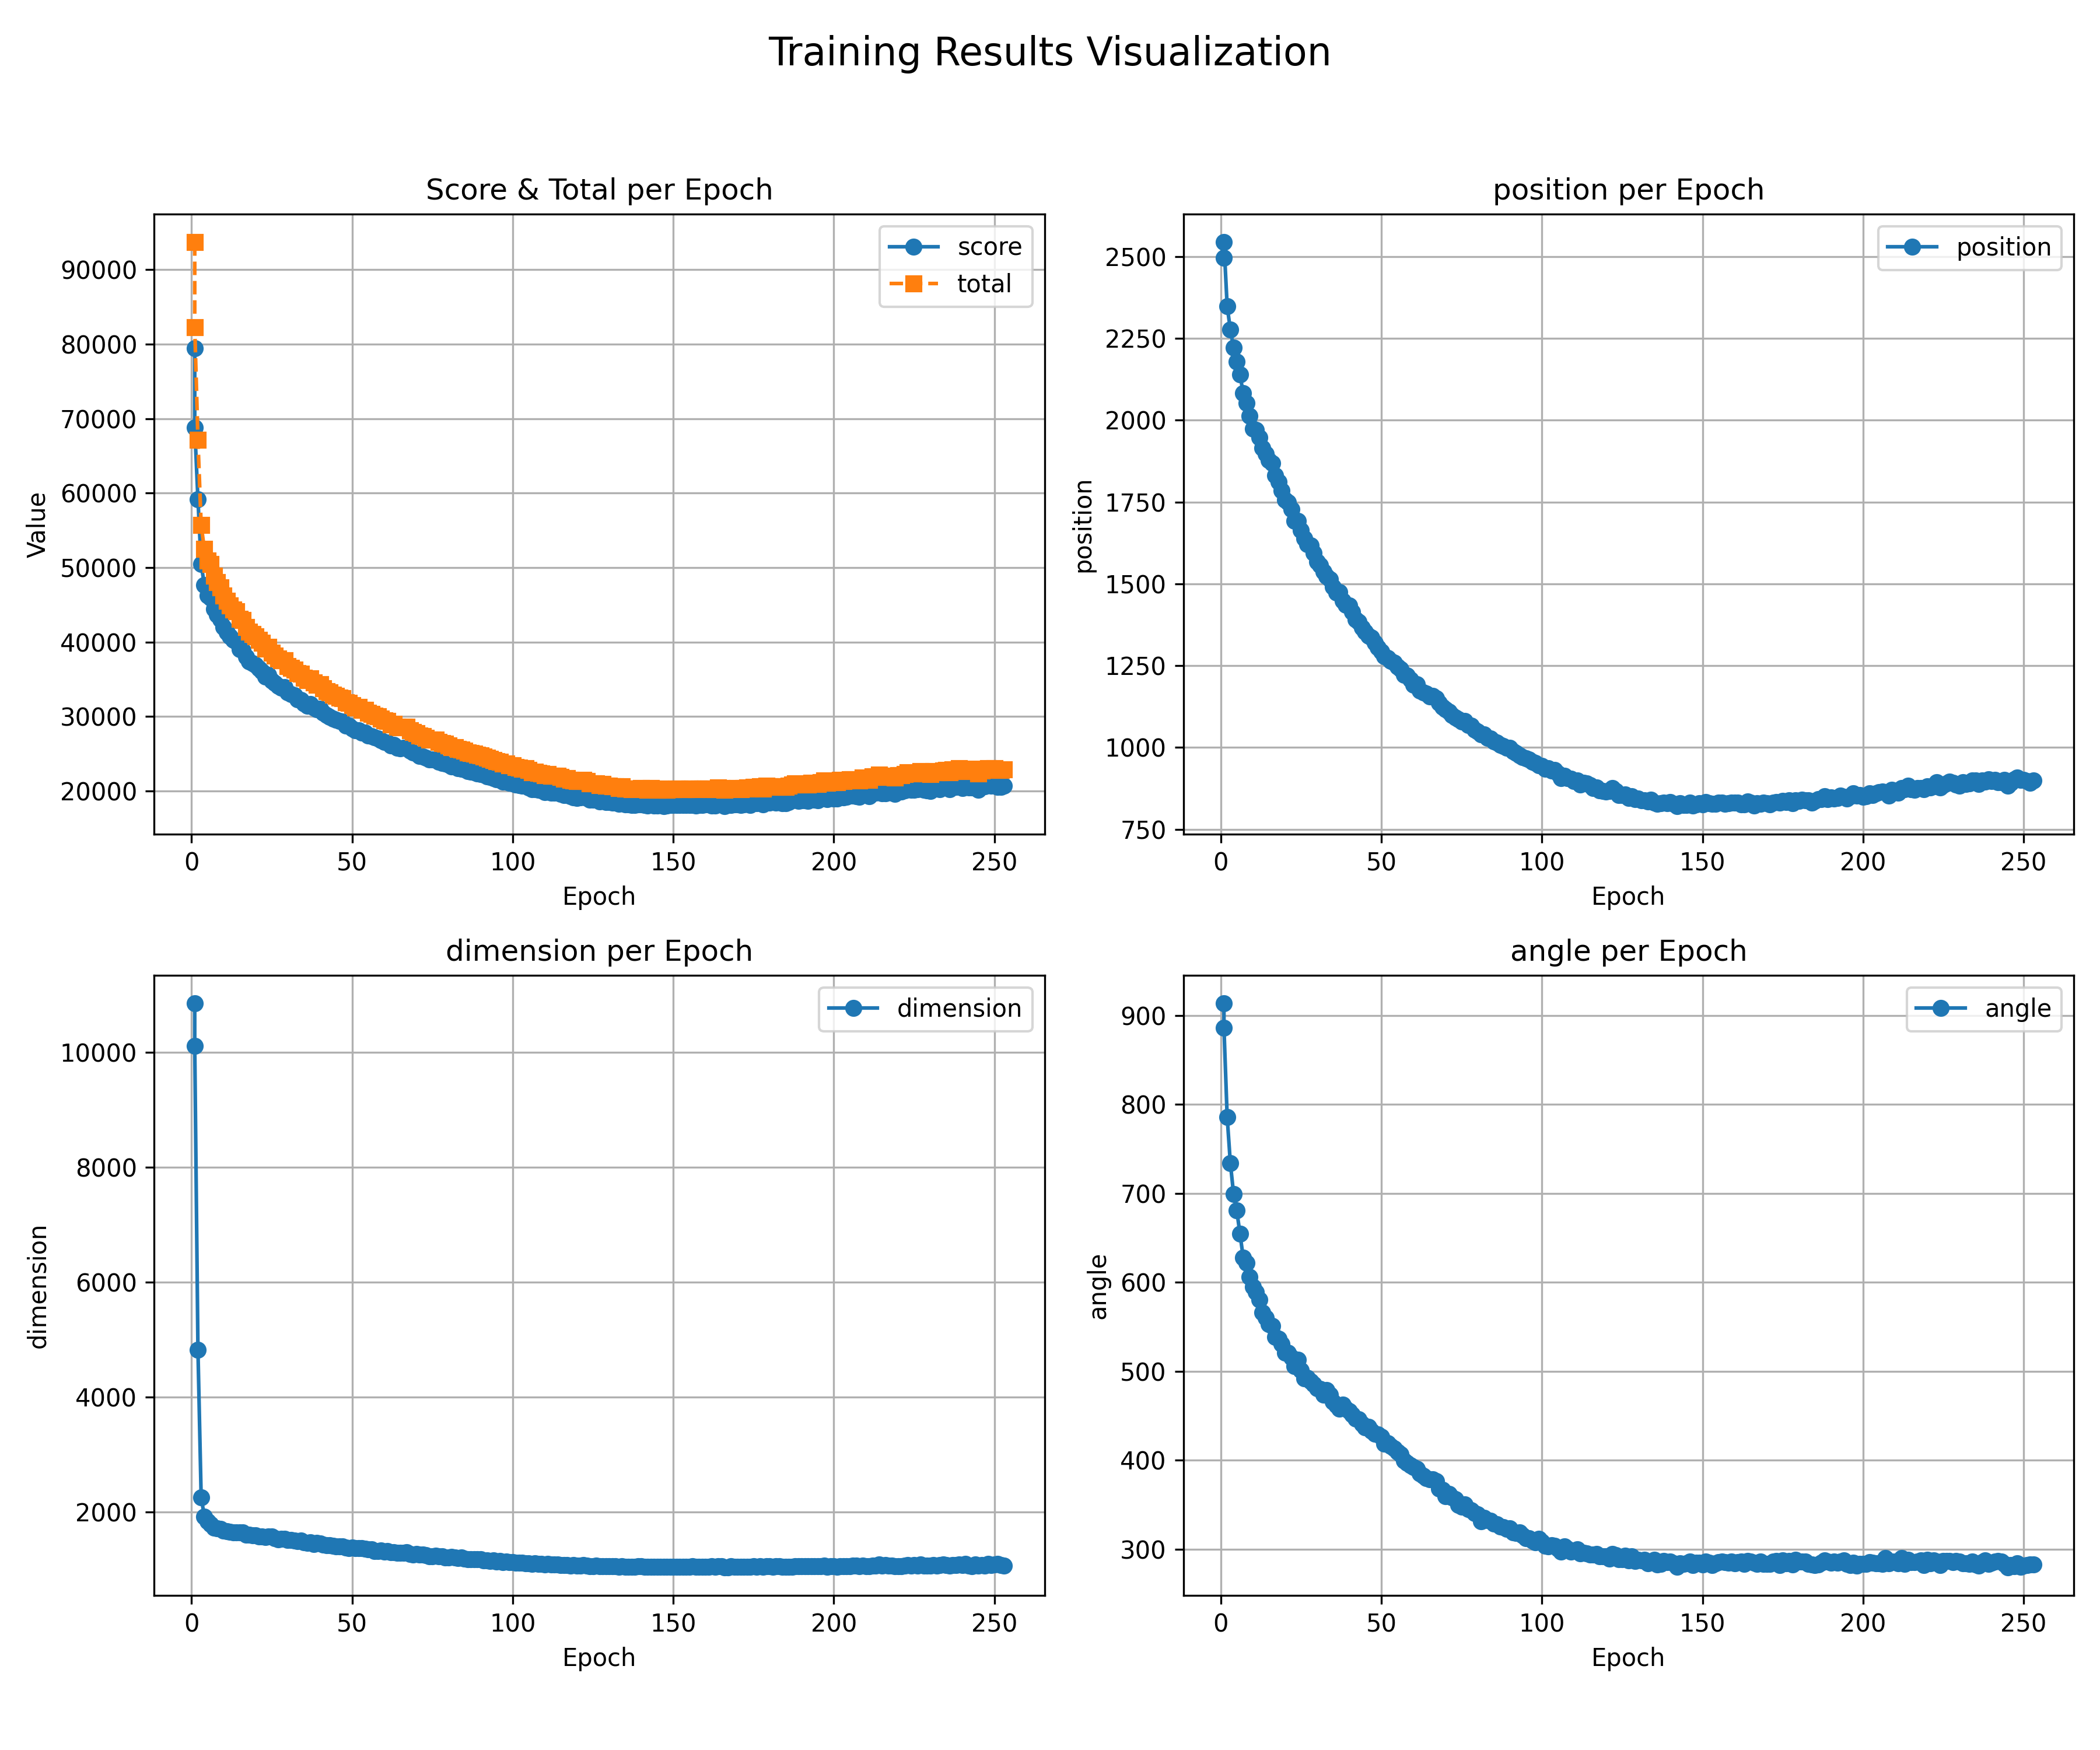 Training Results Visualization
Score & Total per Epoch
score
total
90000
80000
70000
60000
50000
40000
30000
20000
Value
0 50 100 150 200 250
Epoch
position per Epoch
position
2500
2250
2000
1750
1500
1250
1000
750
position
0 50 100 150 200 250
Epoch
dimension per Epoch
dimension
10000
8000
6000
4000
2000
dimension
0 50 100 150 200 250
Epoch
angle per Epoch
angle
900
800
700
600
500
400
300
angle
0 50 100 150 200 250
Epoch